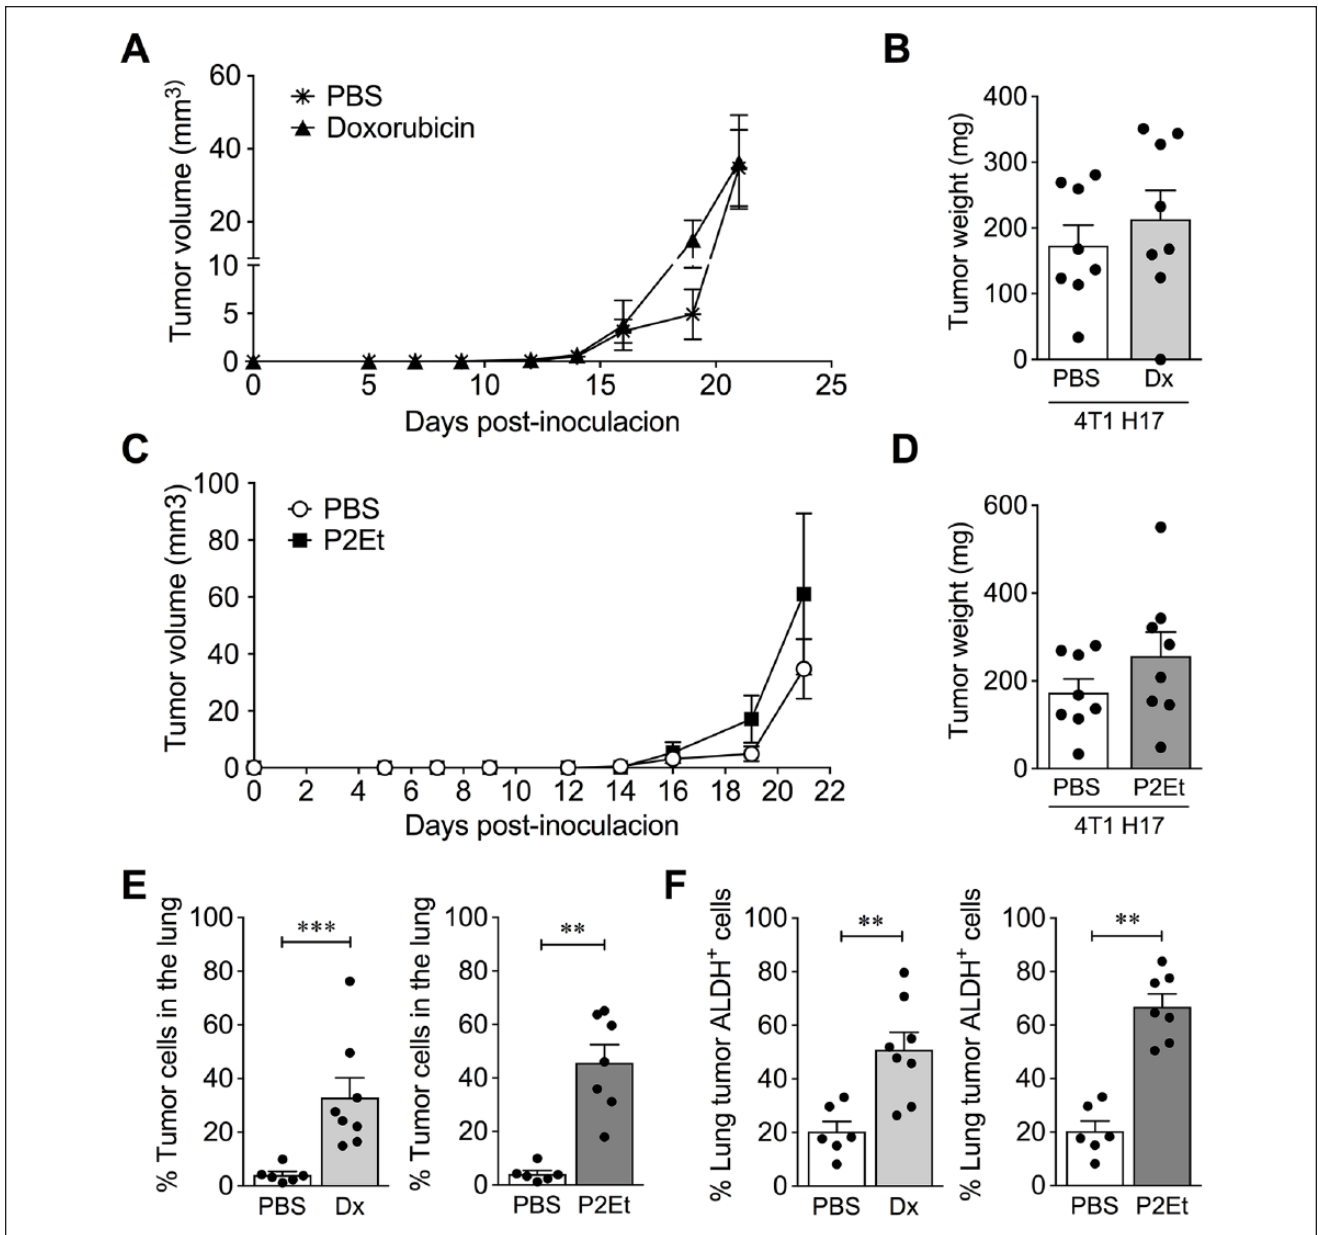 A
Tumor volume (mm3)
60
40
20
10
5
0
PBS
Doxorubicin
0 5 10 15 20 25
Days post-inoculacion
B
Tumor weight (mg)
400
300
200
100
0
PBS Dx
4T1 H17
C
Tumor volume (mm3)
100
80
60
40
20
0
PBS
P2Et
0 2 4 6 8 10 12 14 16 18 20 22
Days post-inoculacion
D
Tumor weight (mg)
600
400
200
0
PBS P2Et
4T1 H17
E
% Tumor cells in the lung
100
80
60
40
20
0
***
PBS Dx
% Tumor cells in the lung
100
80
60
40
20
0
**
PBS P2Et
F
% Lung tumor ALDH+ cells
100
80
60
40
20
0
**
PBS Dx
% Lung tumor ALDH+ cells
100
80
60
40
20
0
**
PBS P2Et